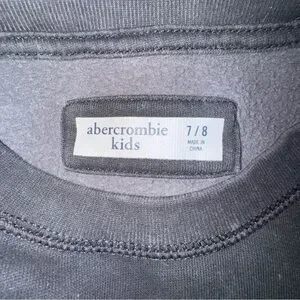 abercrombie
kids
7/8
MADE IN
CHINA